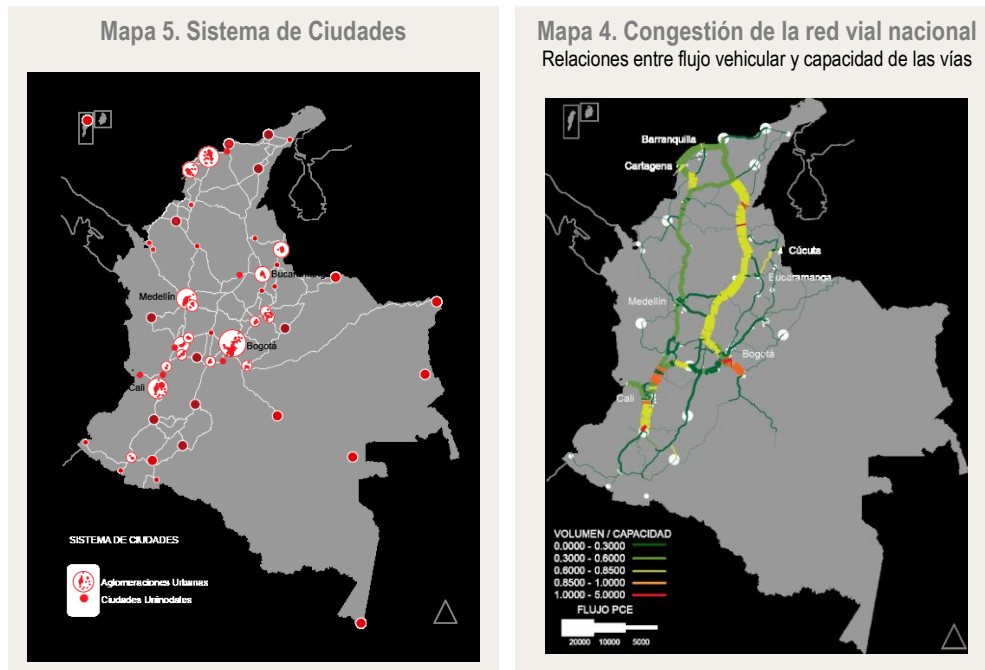 Mapa 5. Sistema de Ciudades
Bucaramanga
Medellín
Bogotá
Cali
SISTEMA DE CIUDADES
Aglomeraciones Urbanas
Ciudades Uninodales
Mapa 4. Congestión de la red vial nacional
Relaciones entre flujo vehicular y capacidad de las vías
Barranquilla
Cartagena
Cúcuta
Bucaramanga
Medellín
Bogotá
Cali
VOLUMEN / CAPACIDAD
0.0000 - 0.3000
0.3000 - 0.6000
0.6000 - 0.8500
0.8500 - 1.0000
1.0000 - 5.0000
FLUJO PCE
20000 10000 5000